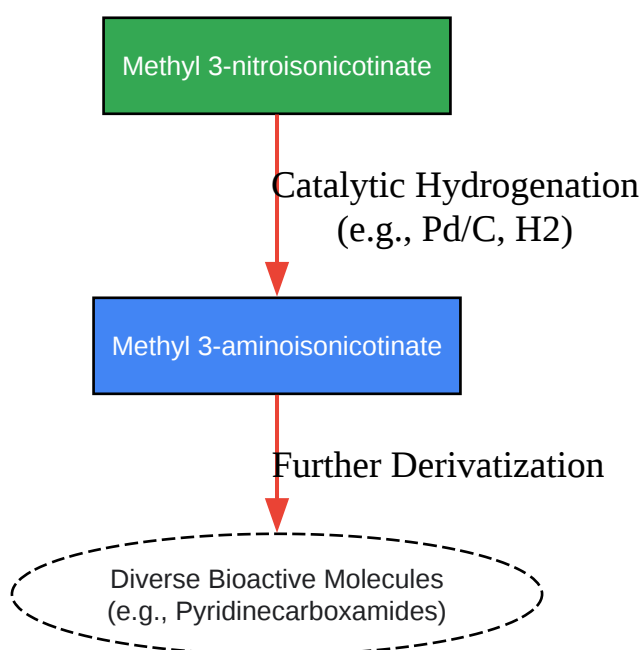 Methyl 3-nitroisonicotinate
Catalytic Hydrogenation
(e.g., Pd/C, H2)
Methyl 3-aminoisonicotinate
Further Derivatization
Diverse Bioactive Molecules
(e.g., Pyridinecarboxamides)